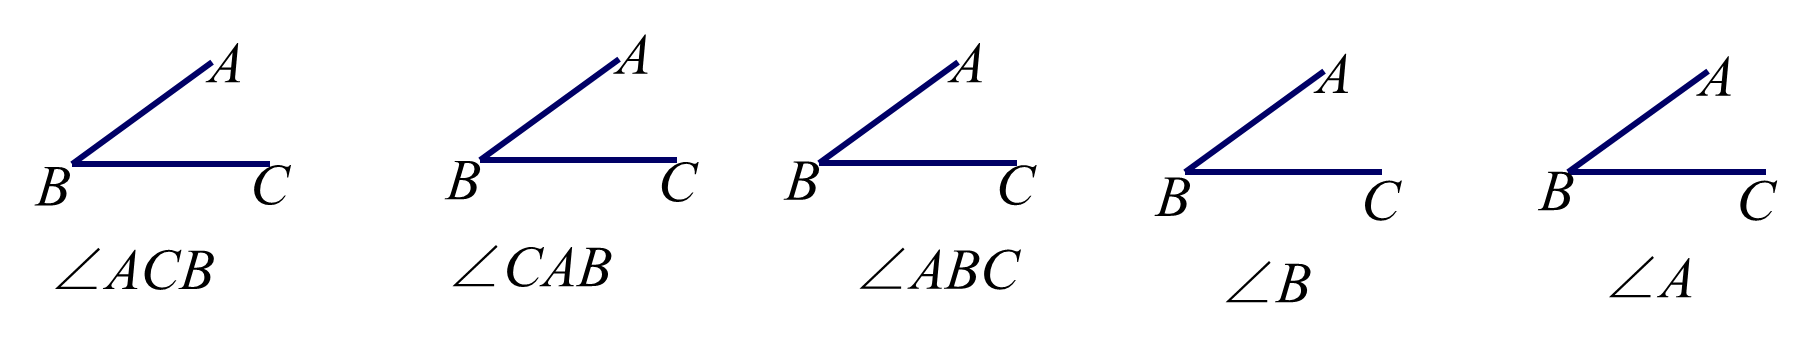 A A A A A
B C B C B C B C B C
∠ACB ∠CAB ∠ABC ∠B ∠A